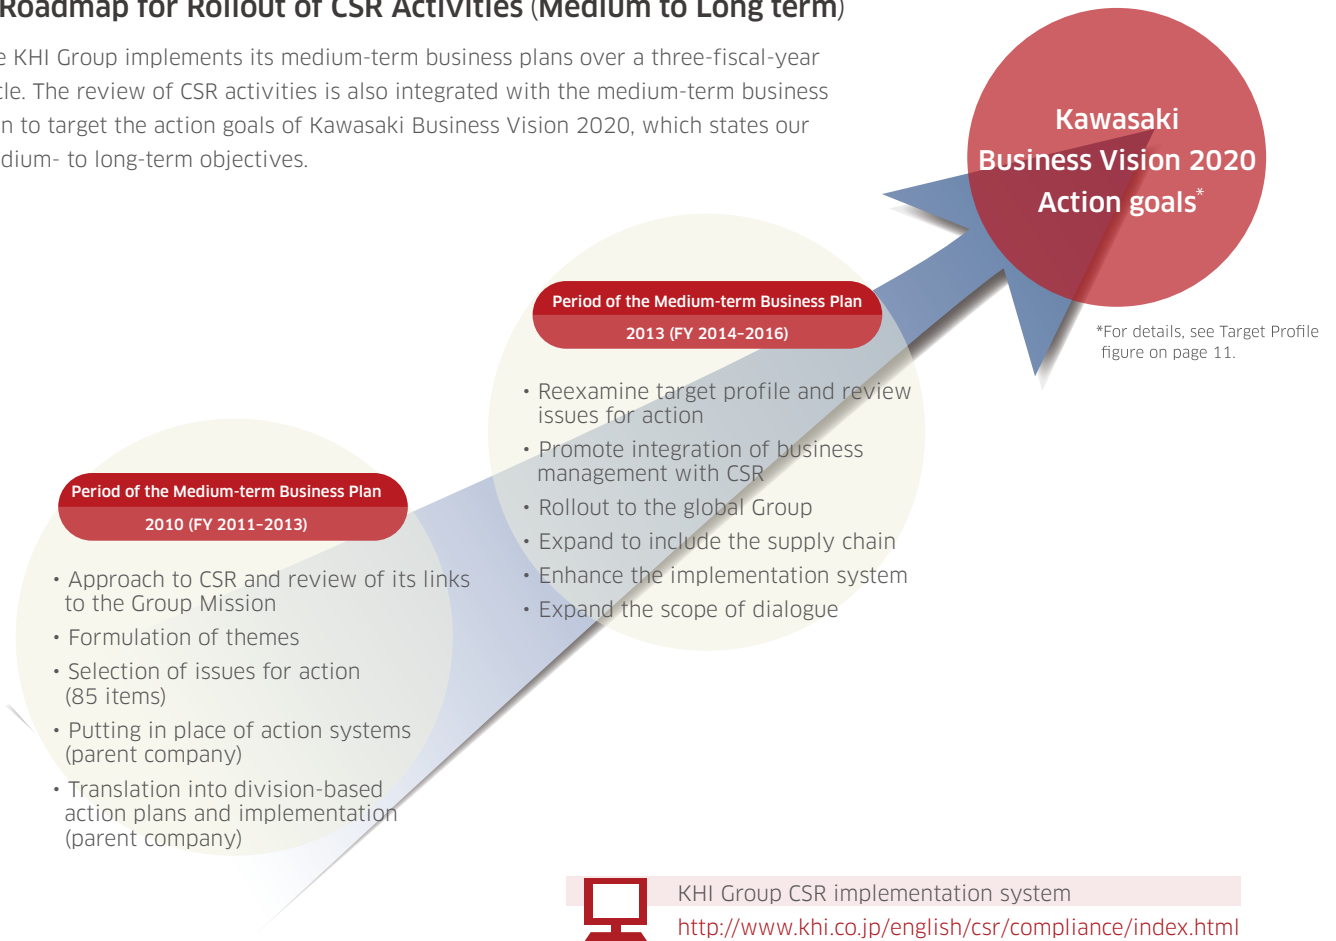 Roadmap for Rollout of CSR Activities (Medium to Long term)
KHI Group implements its medium-term business plans over a three-fiscal-year
The review of CSR activities is also integrated with the medium-term business
to target the action goals of Kawasaki Business Vision 2020, which states our
to long-term objectives.
Kawasaki
Business Vision 2020
Action goals*
*For details, see Target Profile
figure on page 11.
Period of the Medium-term Business Plan
2013 (FY 2014–2016)
• Reexamine target profile and review
issues for action
• Promote integration of business
management with CSR
• Rollout to the global Group
• Expand to include the supply chain
• Enhance the implementation system
• Expand the scope of dialogue
Period of the Medium-term Business Plan
2010 (FY 2011–2013)
• Approach to CSR and review of its links
to the Group Mission
• Formulation of themes
• Selection of issues for action
(85 items)
• Putting in place of action systems
(parent company)
• Translation into division-based
action plans and implementation
(parent company)
KHI Group CSR implementation system
http://www.khi.co.jp/english/csr/compliance/index.html